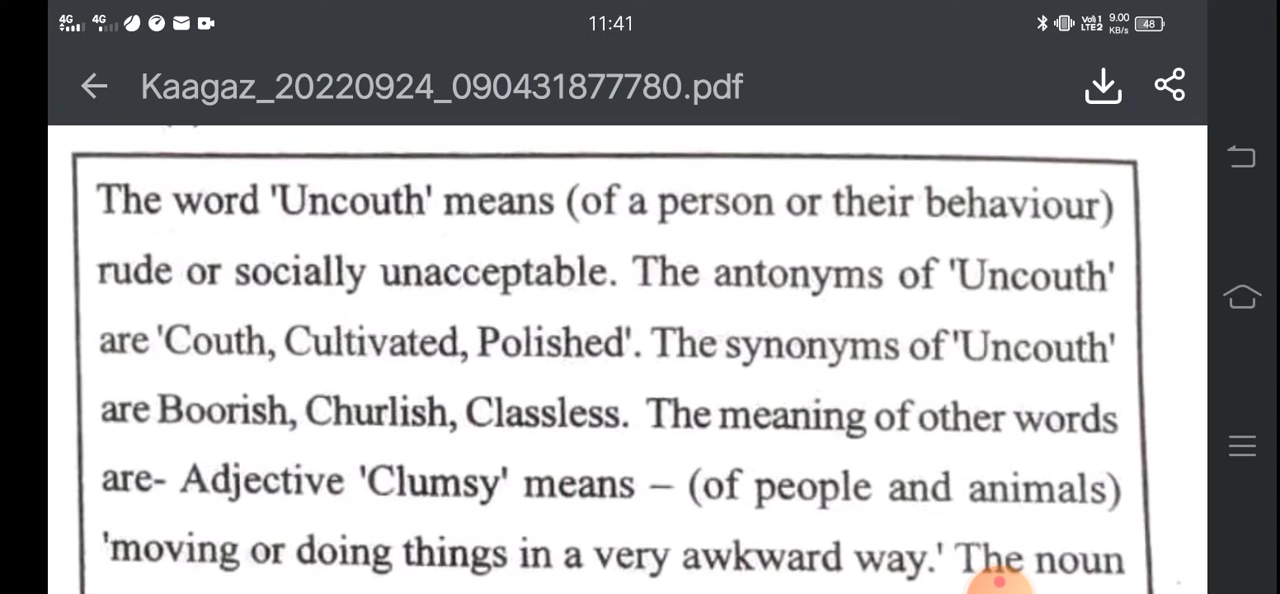 4G 4G 11:41 Vo)) 1 LTE2 9.00 KB/s 48
Kaagaz_20220924_090431877780.pdf
The word 'Uncouth' means (of a person or their behaviour)
rude or socially unacceptable. The antonyms of 'Uncouth'
are 'Couth, Cultivated, Polished'. The synonyms of 'Uncouth'
are Boorish, Churlish, Classless. The meaning of other words
are- Adjective 'Clumsy' means – (of people and animals)
'moving or doing things in a very awkward way.' The noun